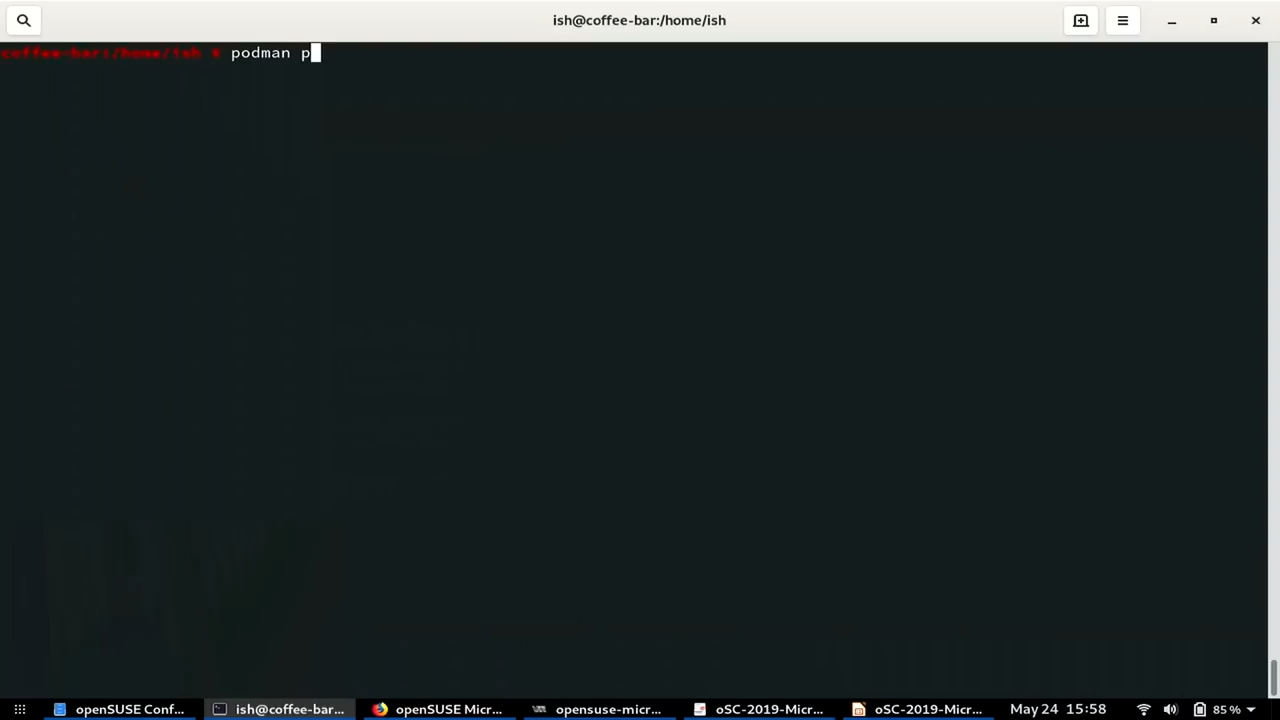 ish@coffee-bar:/home/ish
coffee-bar:/home/ish # podman p
openSUSE Conf...
ish@coffee-bar...
openSUSE Micr...
opensuse-micr...
oSC-2019-Micr...
oSC-2019-Micr...
May 24 15:58
85 %